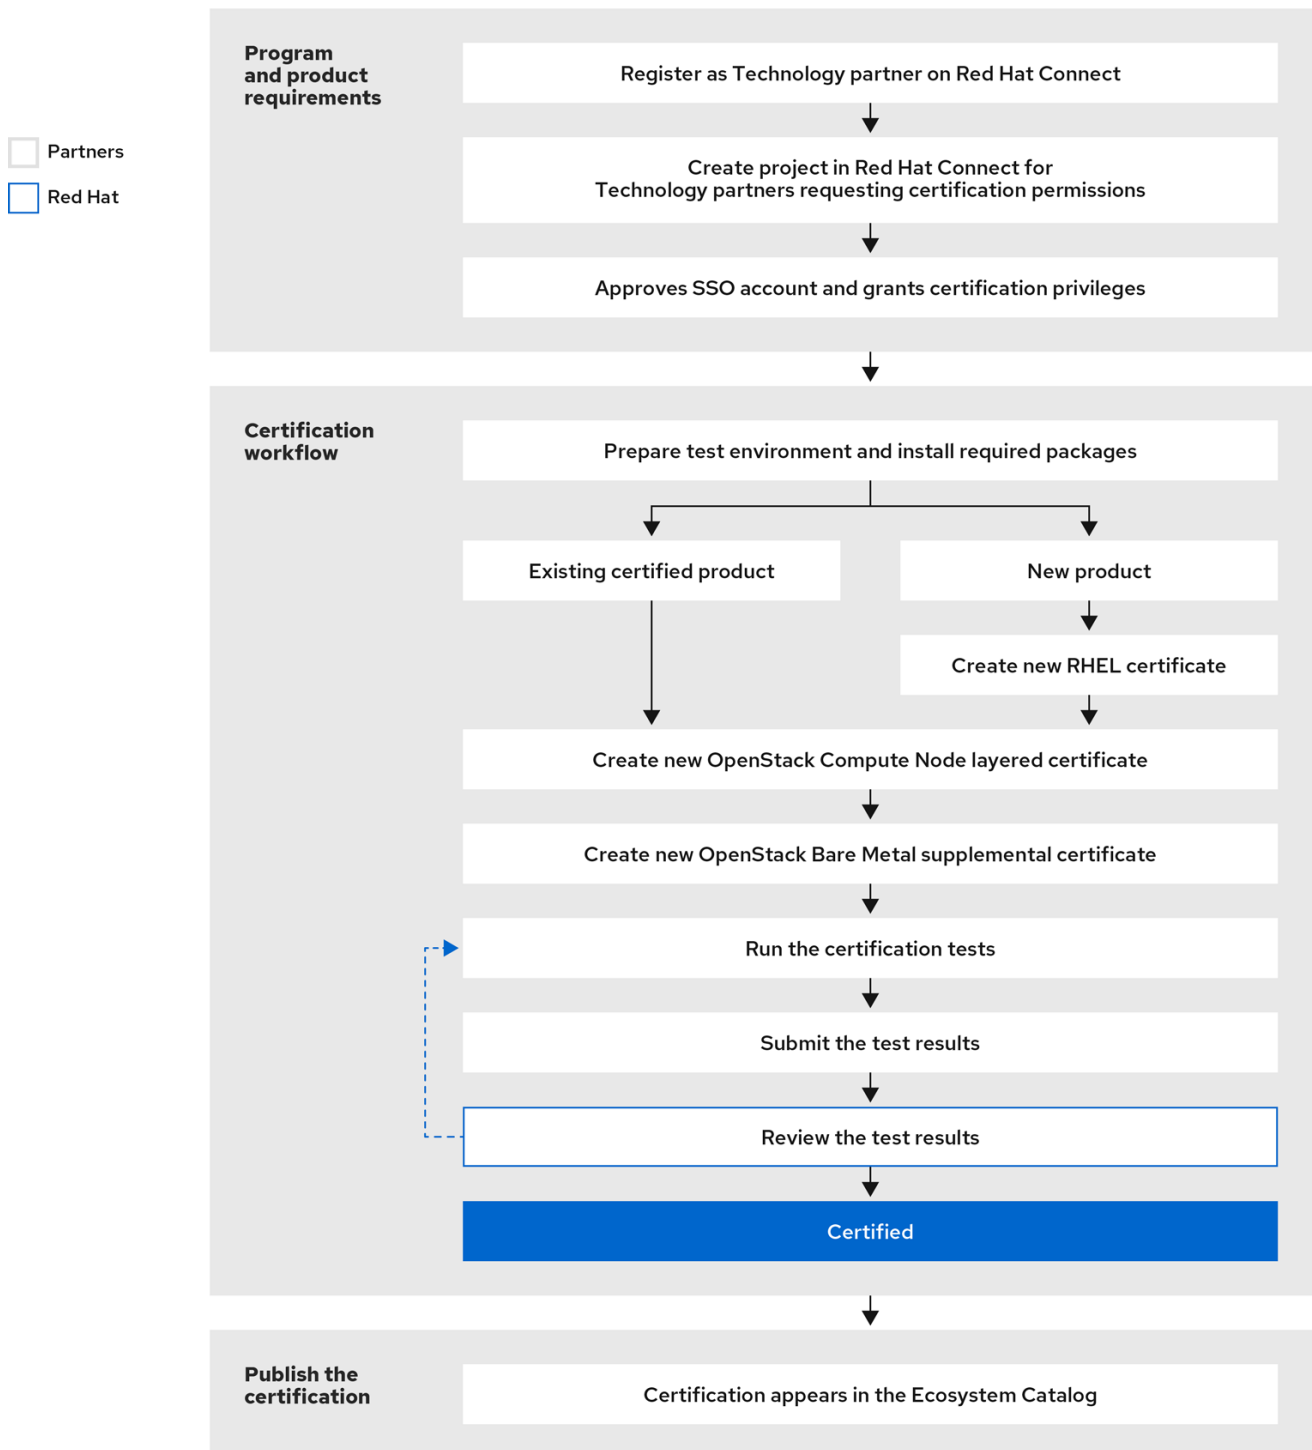 Program
and product
requirements
Register as Technology partner on Red Hat Connect
Partners
Red Hat
Create project in Red Hat Connect for
Technology partners requesting certification permissions
Approves SSO account and grants certification privileges
Certification
workflow
Prepare test environment and install required packages
Existing certified product
New product
Create new RHEL certificate
Create new OpenStack Compute Node layered certificate
Create new OpenStack Bare Metal supplemental certificate
Run the certification tests
Submit the test results
Review the test results
Certified
Publish the
certification
Certification appears in the Ecosystem Catalog